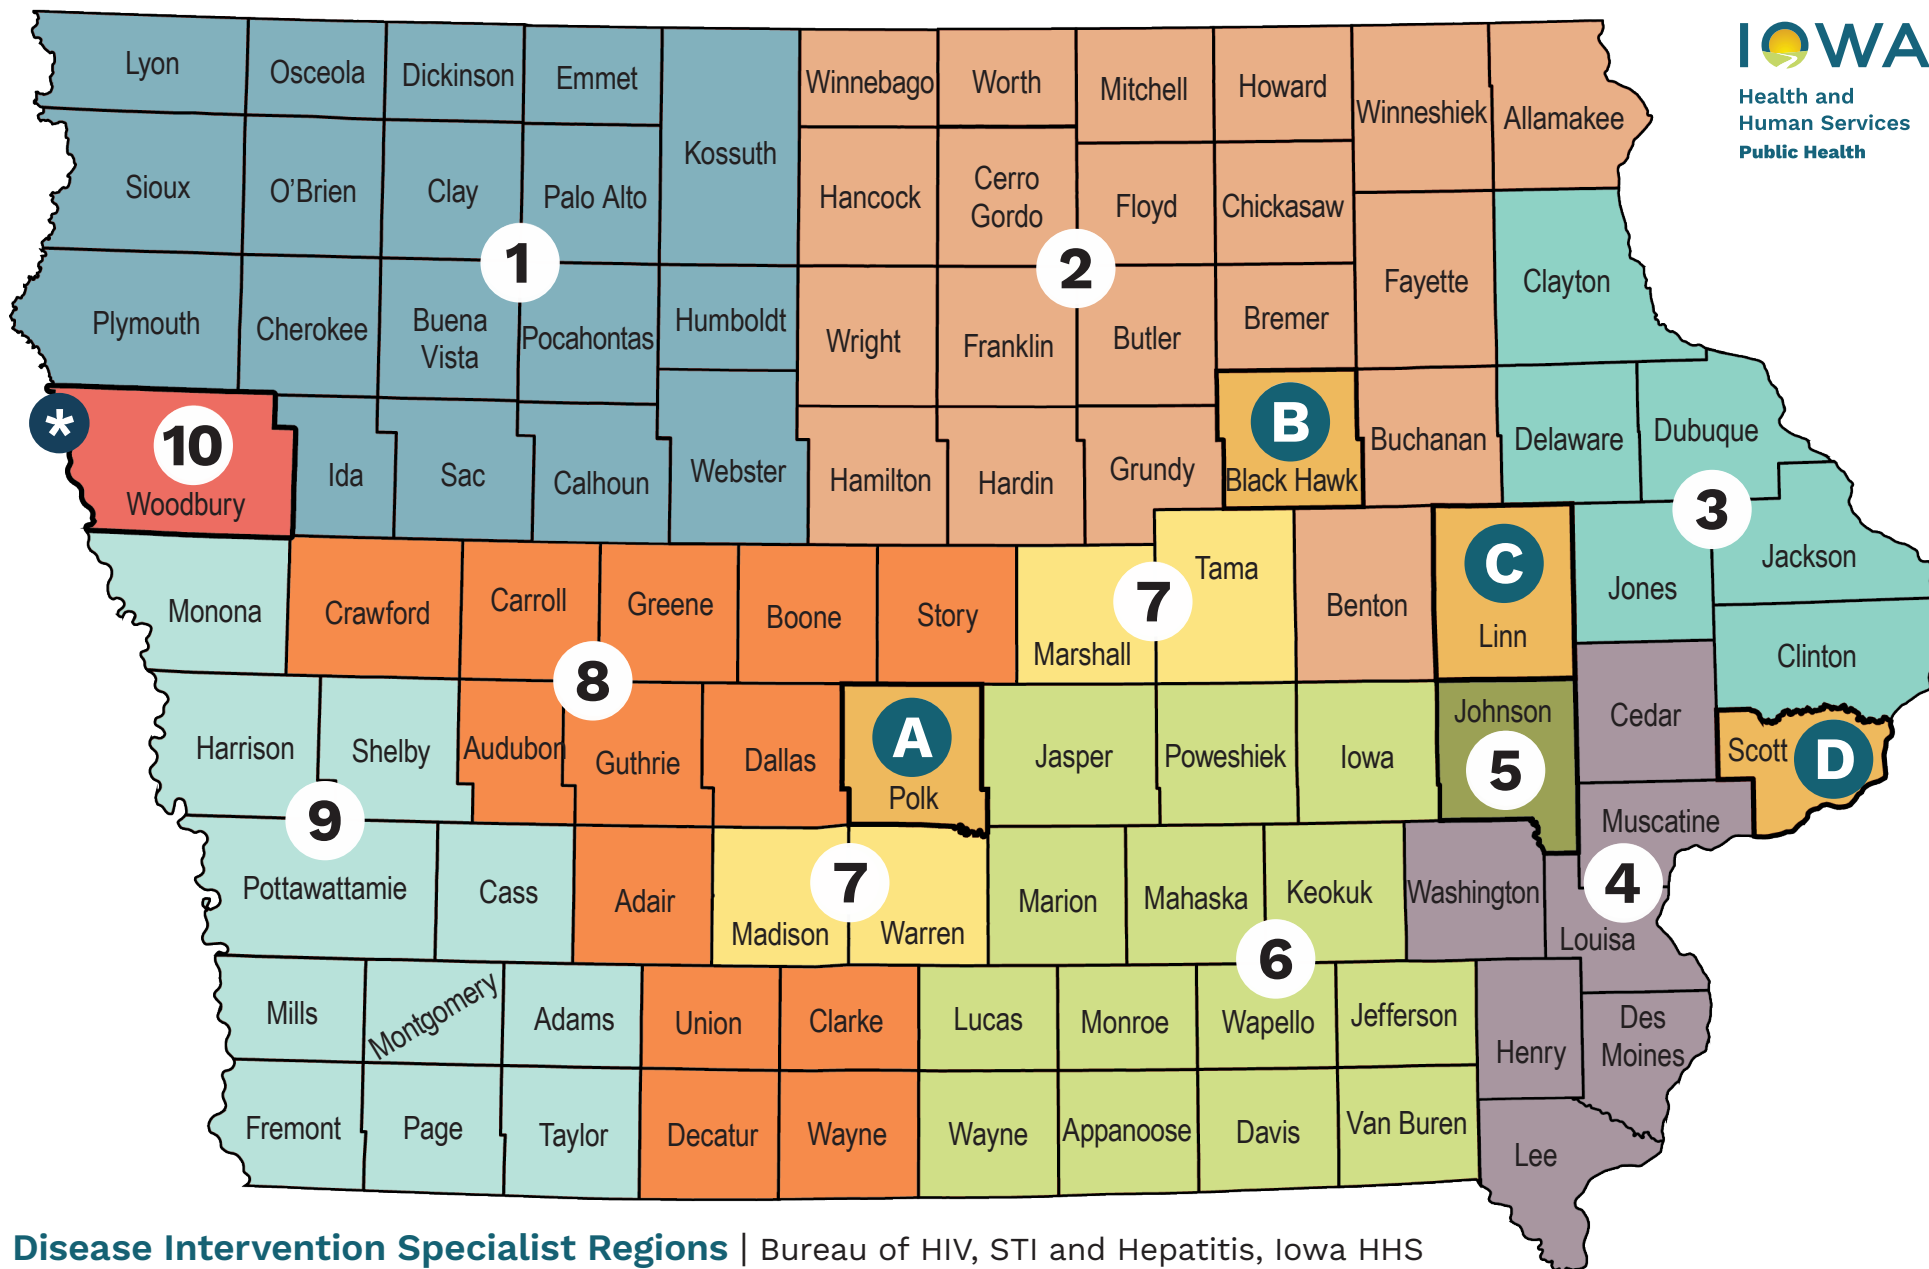 IOWA
Health and
Human Services
Public Health
Lyon
Osceola
Dickinson
Emmet
Kossuth
Winnebago
Worth
Mitchell
Howard
Winneshiek
Allamakee
Sioux
O'Brien
Clay
Palo Alto
Hancock
Cerro
Gordo
Floyd
Chickasaw
1
2
Plymouth
Cherokee
Buena
Vista
Pocahontas
Humboldt
Wright
Franklin
Butler
Bremer
Fayette
Clayton
*
10
Woodbury
Ida
Sac
Calhoun
Webster
Hamilton
Hardin
Grundy
B
Black Hawk
Buchanan
Delaware
Dubuque
3
Monona
Crawford
Carroll
Greene
Boone
Story
Marshall
7
Tama
Benton
C
Linn
Jones
Jackson
Clinton
8
Harrison
Shelby
Audubon
Guthrie
Dallas
A
Polk
Jasper
Poweshiek
Iowa
Johnson
5
Cedar
Scott
D
Muscatine
9
7
4
Pottawattamie
Cass
Adair
Madison
Warren
Marion
Mahaska
Keokuk
Washington
Louisa
6
Mills
Montgomery
Adams
Union
Clarke
Lucas
Monroe
Wapello
Jefferson
Henry
Des
Moines
Fremont
Page
Taylor
Decatur
Wayne
Wayne
Appanoose
Davis
Van Buren
Lee
Disease Intervention Specialist Regions | Bureau of HIV, STI and Hepatitis, Iowa HHS